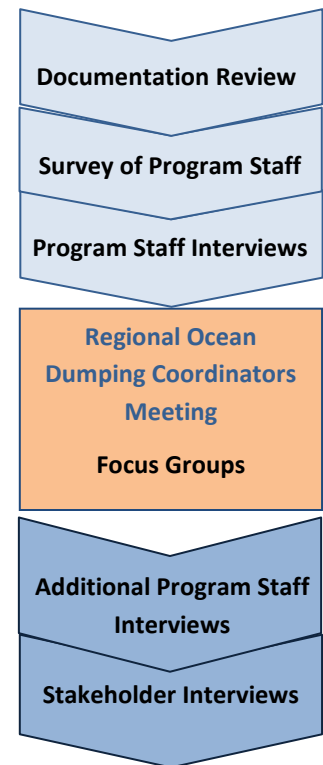 Documentation Review
Survey of Program Staff
Program Staff Interviews
Regional Ocean
Dumping Coordinators
Meeting
Focus Groups
Additional Program Staff
Interviews
Stakeholder Interviews